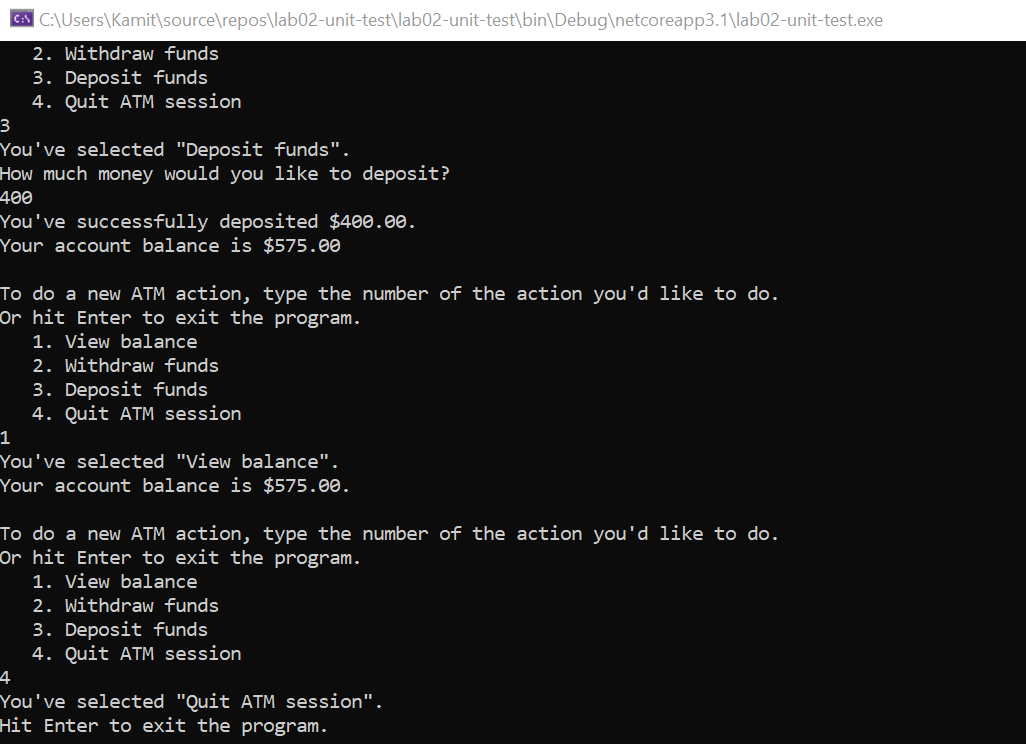 C:\Users\Kamit\source\repos\lab02-unit-test\lab02-unit-test\bin\Debug\netcoreapp3.1\lab02-unit-test.exe
   2. Withdraw funds
   3. Deposit funds
   4. Quit ATM session
3
You've selected "Deposit funds".
How much money would you like to deposit?
400
You've successfully deposited $400.00.
Your account balance is $575.00

To do a new ATM action, type the number of the action you'd like to do.
Or hit Enter to exit the program.
   1. View balance
   2. Withdraw funds
   3. Deposit funds
   4. Quit ATM session
1
You've selected "View balance".
Your account balance is $575.00.

To do a new ATM action, type the number of the action you'd like to do.
Or hit Enter to exit the program.
   1. View balance
   2. Withdraw funds
   3. Deposit funds
   4. Quit ATM session
4
You've selected "Quit ATM session".
Hit Enter to exit the program.